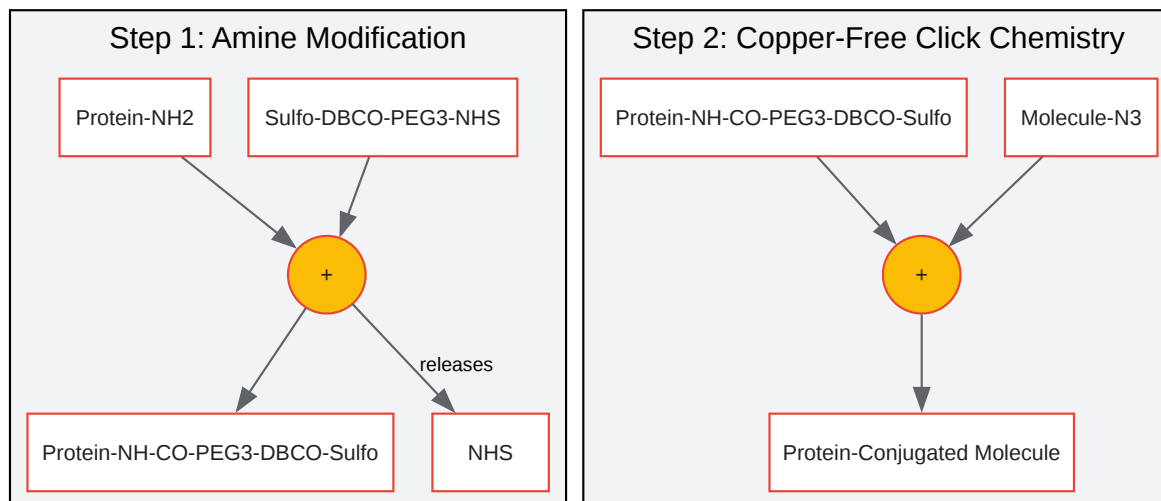 Step 1: Amine Modification
Protein-NH2
Sulfo-DBCO-PEG3-NHS
+
releases
Protein-NH-CO-PEG3-DBCO-Sulfo
NHS
Step 2: Copper-Free Click Chemistry
Protein-NH-CO-PEG3-DBCO-Sulfo
Molecule-N3
+
Protein-Conjugated Molecule